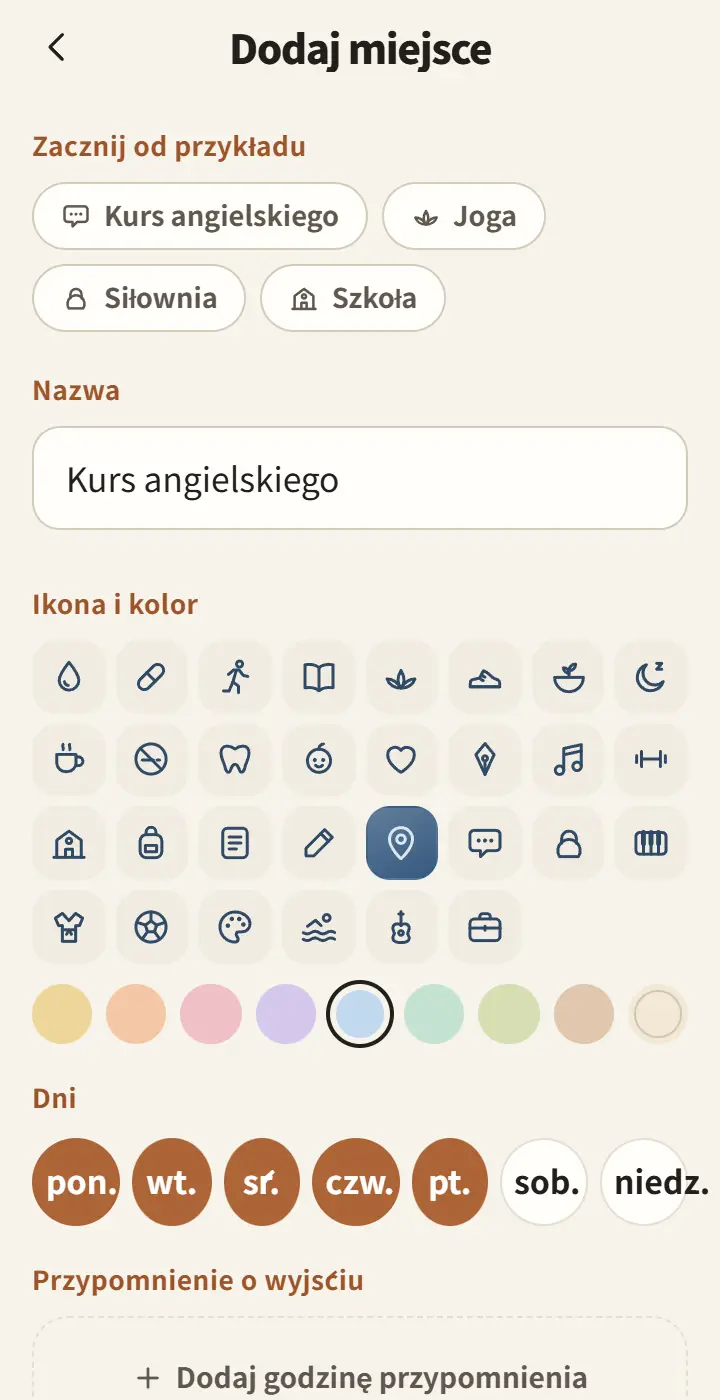 Dodaj miejsce
Zacznij od przykładu
Kurs angielskiego
Joga
Siłownia
Szkoła
Nazwa
Kurs angielskiego
Ikona i kolor
Dni
pon. wt. śr. czw. pt. sob. niedz.
Przypomnienie o wyjściu
+ Dodaj godzinę przypomnienia